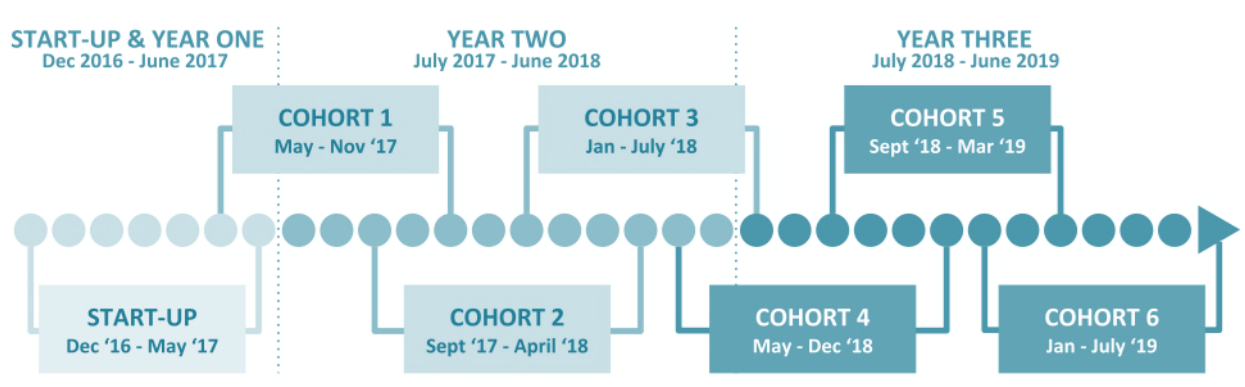 START-UP & YEAR ONE
Dec 2016 - June 2017
YEAR TWO
July 2017 - June 2018
YEAR THREE
July 2018 - June 2019
COHORT 1
May - Nov ‘17
COHORT 3
Jan - July ‘18
COHORT 5
Sept ‘18 - Mar ‘19
START-UP
Dec ‘16 - May ‘17
COHORT 2
Sept ‘17 - April ‘18
COHORT 4
May - Dec ‘18
COHORT 6
Jan - July ‘19